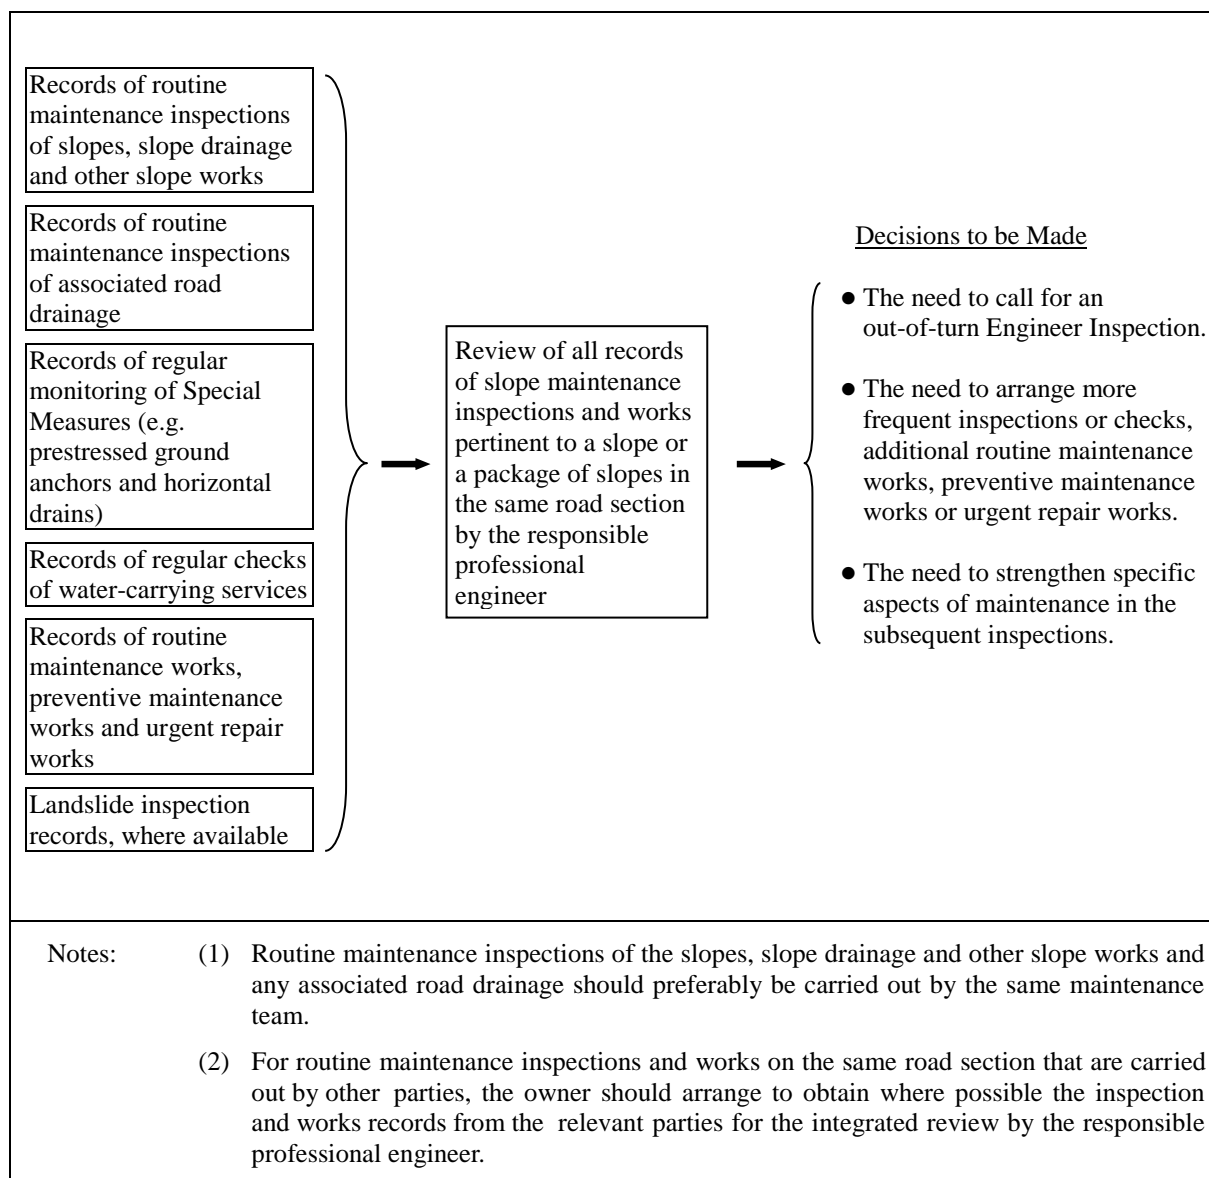 Records of routine
maintenance inspections
of slopes, slope drainage
and other slope works
Records of routine
maintenance inspections
of associated road
drainage
Records of regular
monitoring of Special
Measures (e.g.
prestressed ground
anchors and horizontal
drains)
Records of regular checks
of water-carrying services
Records of routine
maintenance works,
preventive maintenance
works and urgent repair
works
Landslide inspection
records, where available
Review of all records
of slope maintenance
inspections and works
pertinent to a slope or
a package of slopes in
the same road section
by the responsible
professional
engineer
Decisions to be Made
● The need to call for an
out-of-turn Engineer Inspection.
● The need to arrange more
frequent inspections or checks,
additional routine maintenance
works, preventive maintenance
works or urgent repair works.
● The need to strengthen specific
aspects of maintenance in the
subsequent inspections.
Notes: (1) Routine maintenance inspections of the slopes, slope drainage and other slope works and
any associated road drainage should preferably be carried out by the same maintenance
team.
(2) For routine maintenance inspections and works on the same road section that are carried
out by other parties, the owner should arrange to obtain where possible the inspection
and works records from the relevant parties for the integrated review by the responsible
professional engineer.